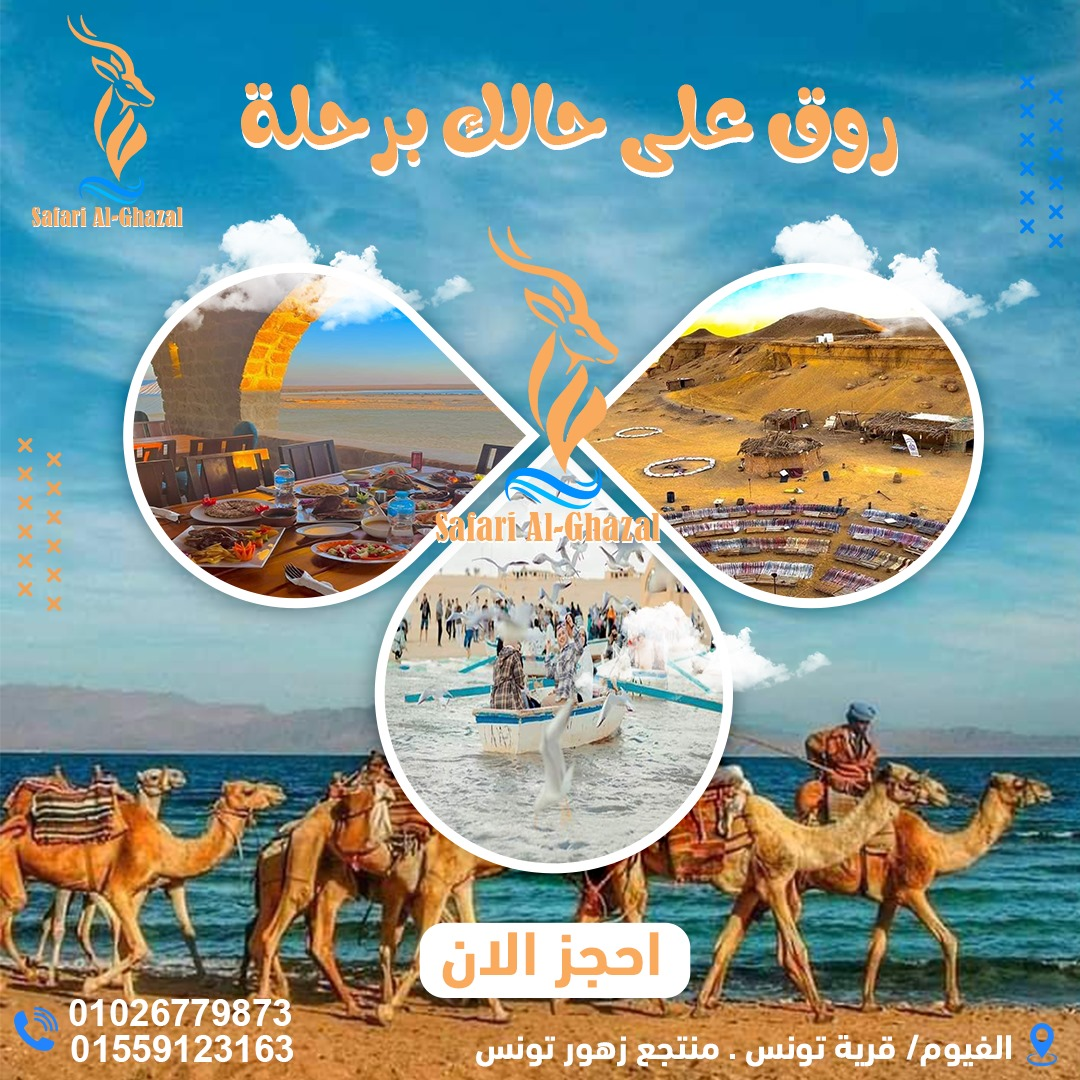 روق على حالك برحلة
Safari Al-Ghazal
Safari Al-Ghazal
احجز الان
01026779873
01559123163
الفيوم/ قرية تونس . منتجع زهور تونس